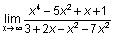 lim x→∞ (x⁴ − 5x² + x + 1)/(3 + 2x − x² − 7x²)